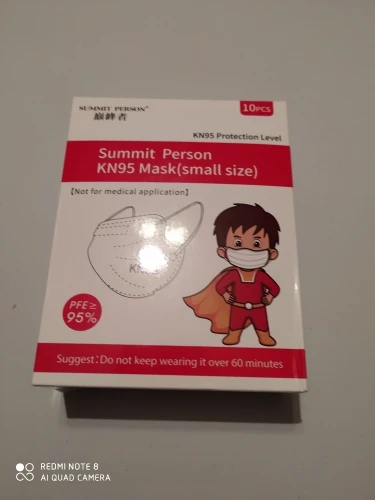 SUMMIT PERSON®
巅峰者
10PCS
KN95 Protection Level
Summit Person
KN95 Mask(small size)
【Not for medical application】
PFE≥
95%
Suggest:Do not keep wearing it over 60 minutes
REDMI NOTE 8
AI QUAD CAMERA